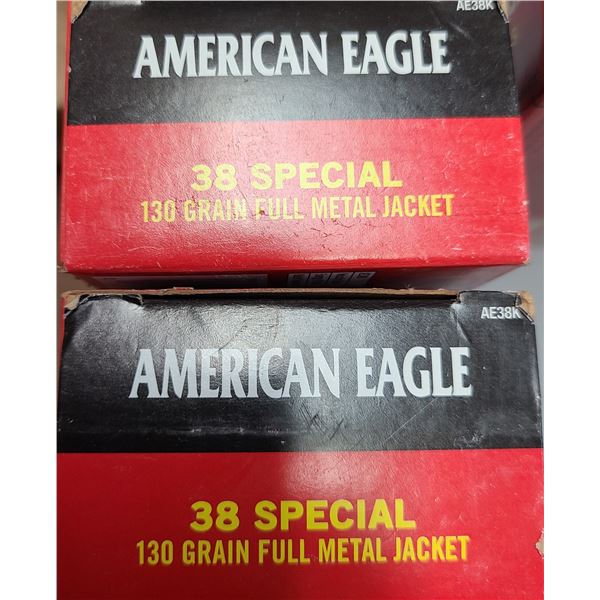 AE38K
AMERICAN EAGLE
38 SPECIAL
130 GRAIN FULL METAL JACKET
AE38K
AMERICAN EAGLE
38 SPECIAL
130 GRAIN FULL METAL JACKET